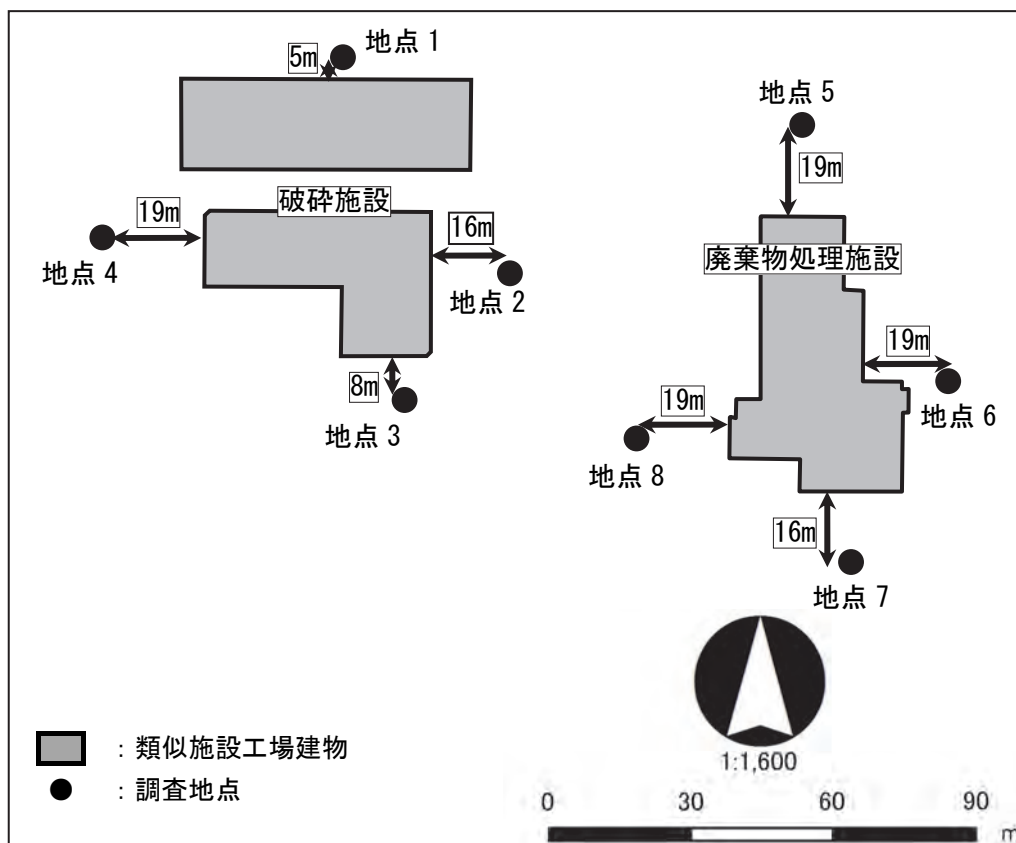 地点 1
5m
破砕施設
19m
地点 4
16m
地点 2
8m
地点 3
地点 5
19m
廃棄物処理施設
19m
地点 6
19m
地点 8
16m
地点 7
1:1,600
：類似施設工場建物
：調査地点
0 30 60 90
m